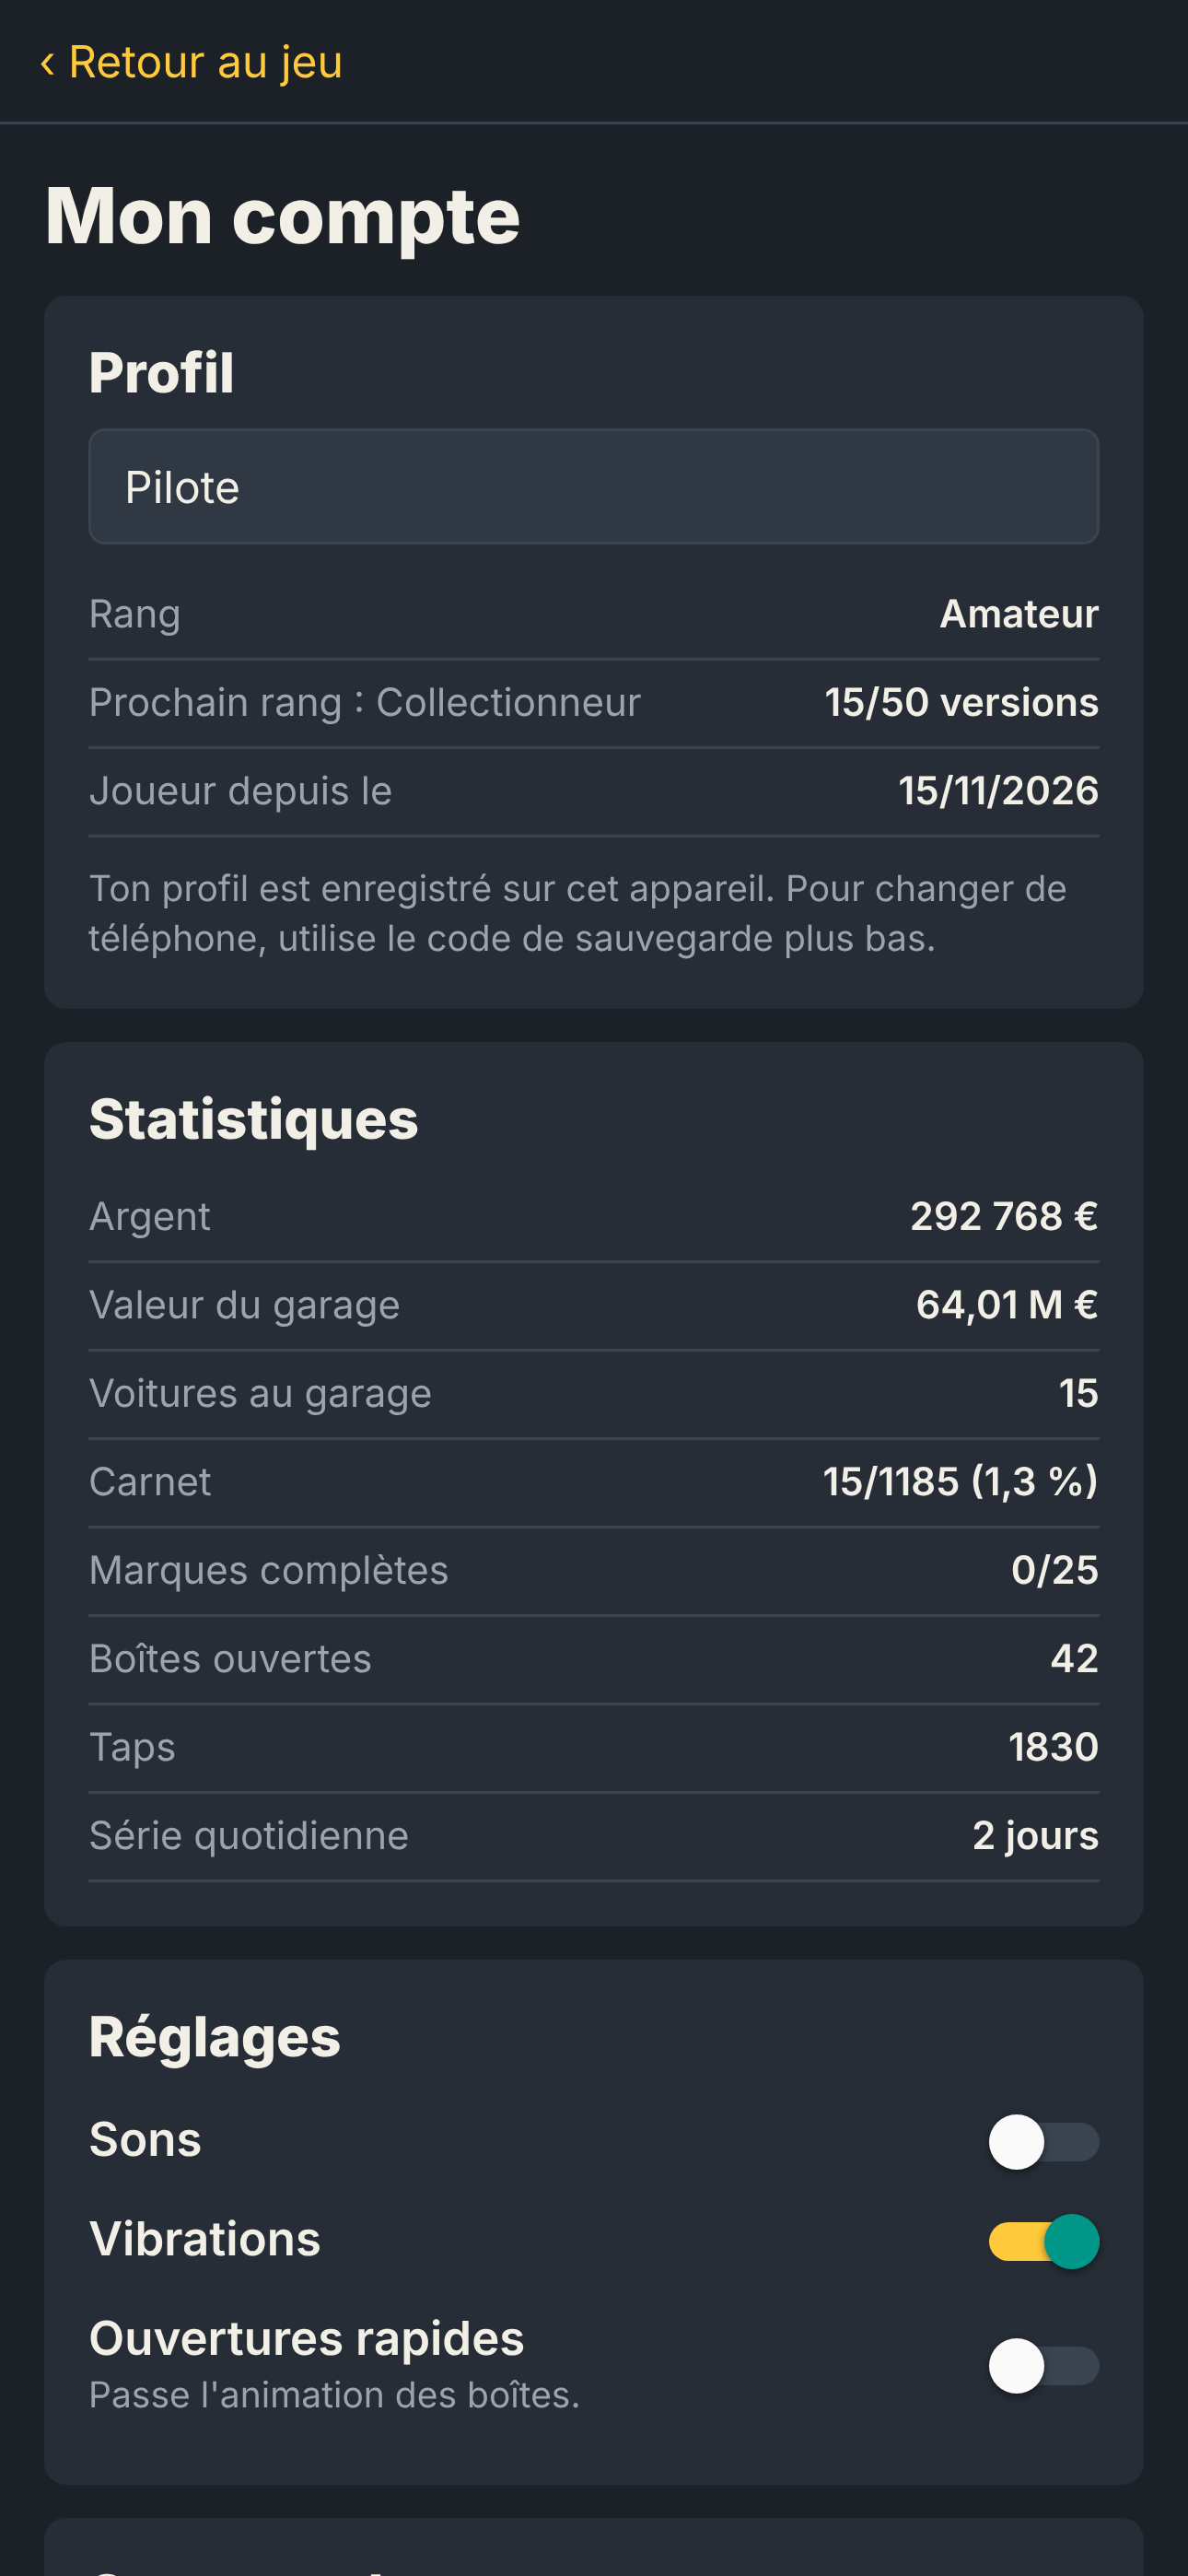 ‹ Retour au jeu
Mon compte
Profil
Pilote
Rang Amateur
Prochain rang : Collectionneur 15/50 versions
Joueur depuis le 15/11/2026
Ton profil est enregistré sur cet appareil. Pour changer de
téléphone, utilise le code de sauvegarde plus bas.
Statistiques
Argent 292 768 €
Valeur du garage 64,01 M €
Voitures au garage 15
Carnet 15/1185 (1,3 %)
Marques complètes 0/25
Boîtes ouvertes 42
Taps 1830
Série quotidienne 2 jours
Réglages
Sons
Vibrations
Ouvertures rapides
Passe l'animation des boîtes.